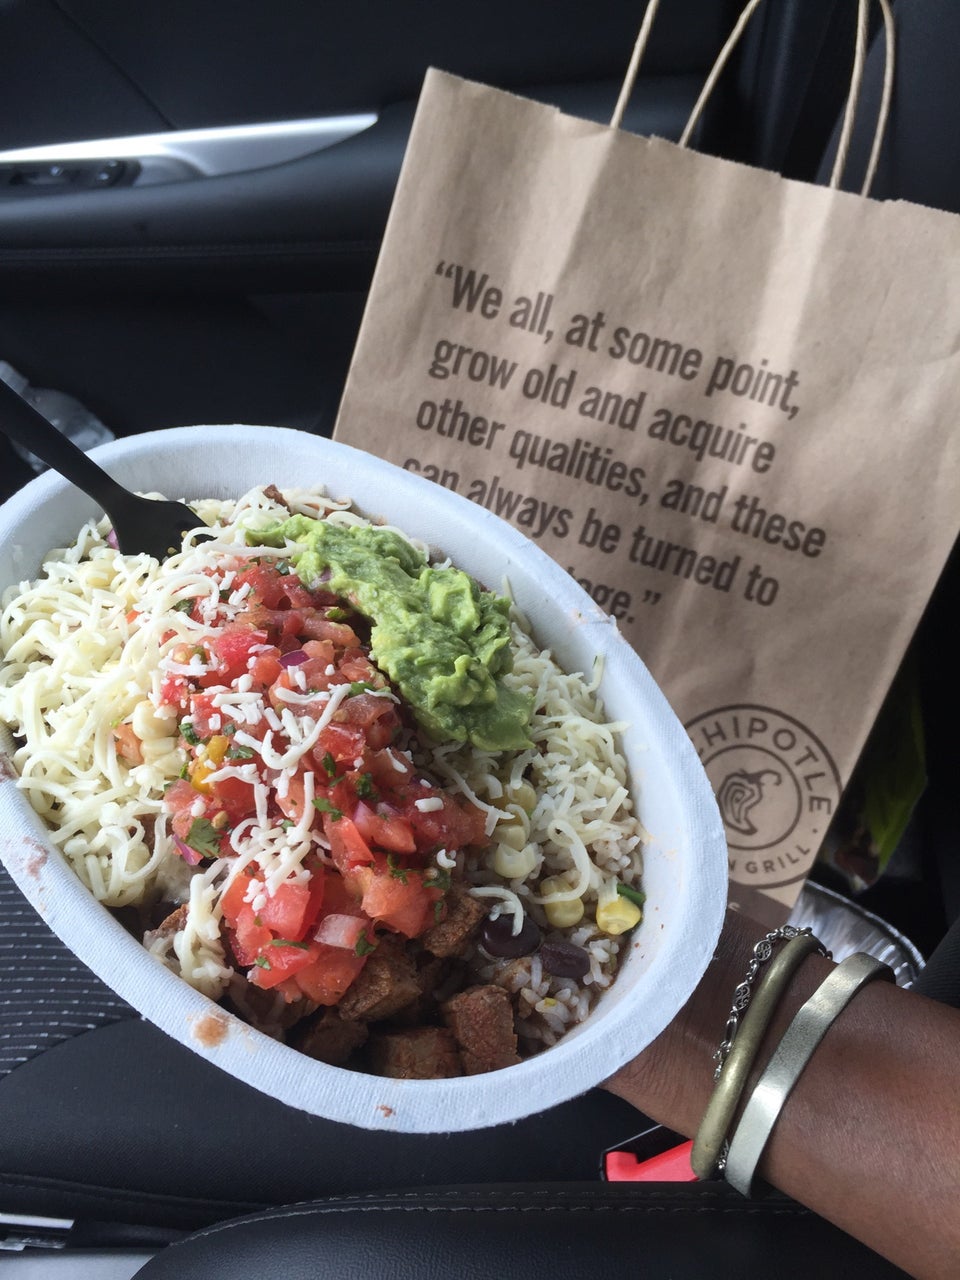 “We all, at some point,
grow old and acquire
other qualities, and these
can always be turned to
CHIPOTLE
GRILL